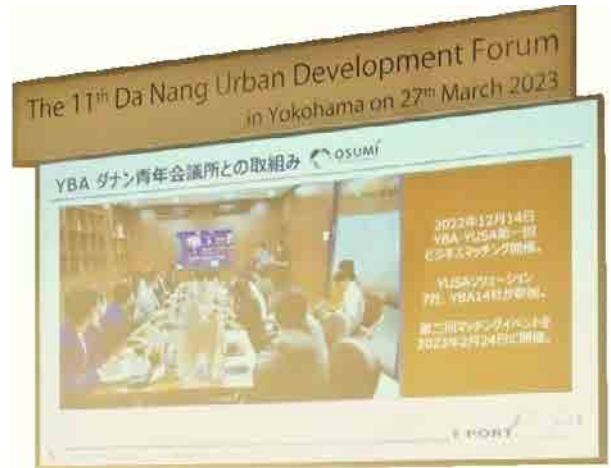 The 11th Da Nang Urban Development Forum
in Yokohama on 27th March 2023
YBA ダナン青年会議所との取組み OSUMI
2022年12月14日
YBA-YUSA第一回
ビジネスマッチング開催。
YUSAソリューション
7社、YBA14社が参加。
第二回マッチングイベントを
2023年2月24日に開催。